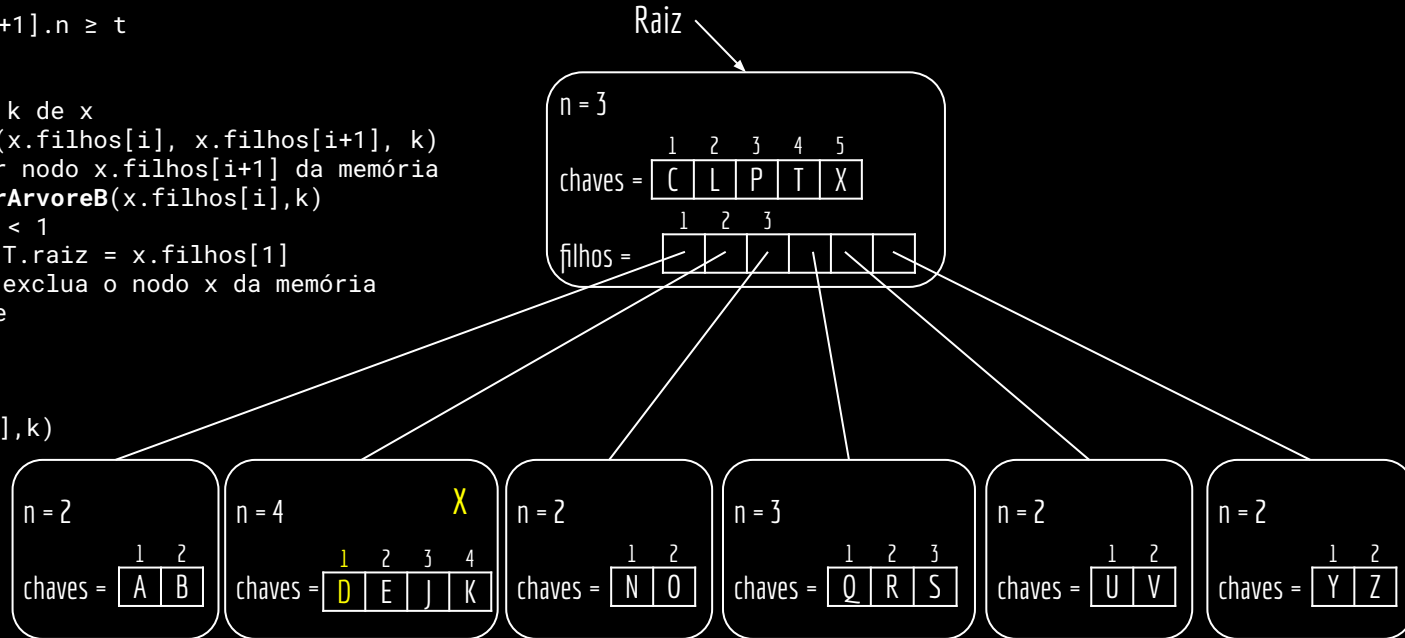 +1].n ≥ t
k de x
(x.filhos[i], x.filhos[i+1], k)
r nodo x.filhos[i+1] da memória
rArvoreB(x.filhos[i],k)
< 1
T.raiz = x.filhos[1]
exclua o nodo x da memória
e
],k)
Raiz
n = 3
1 2 3 4 5
chaves = C L P T X
1 2 3
filhos =
n = 2
1 2
chaves = A B
n = 4 X
1 2 3 4
chaves = D E J K
n = 2
1 2
chaves = N O
n = 3
1 2 3
chaves = Q R S
n = 2
1 2
chaves = U V
n = 2
1 2
chaves = Y Z